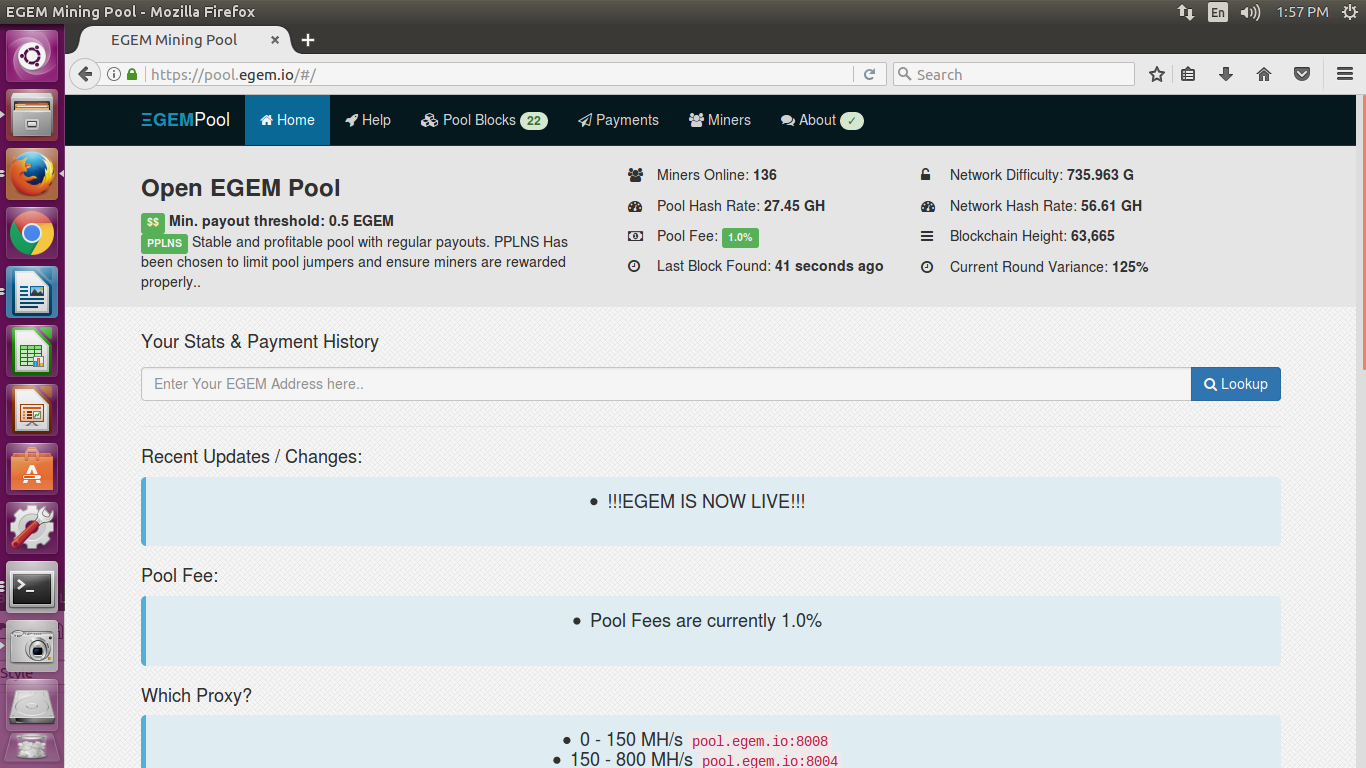 EGEM Mining Pool - Mozilla Firefox
En
1:57 PM
EGEM Mining Pool
https://pool.egem.io/#/
Search
ΞGEMPool
Home
Help
Pool Blocks 22
Payments
Miners
About ✓
Open EGEM Pool
$$ Min. payout threshold: 0.5 EGEM
PPLNS Stable and profitable pool with regular payouts. PPLNS Has
been chosen to limit pool jumpers and ensure miners are rewarded
properly..
Miners Online: 136
Pool Hash Rate: 27.45 GH
Pool Fee: 1.0%
Last Block Found: 41 seconds ago
Network Difficulty: 735.963 G
Network Hash Rate: 56.61 GH
Blockchain Height: 63,665
Current Round Variance: 125%
Your Stats & Payment History
Enter Your EGEM Address here..
Lookup
Recent Updates / Changes:
• !!!EGEM IS NOW LIVE!!!
Pool Fee:
• Pool Fees are currently 1.0%
Which Proxy?
• 0 - 150 MH/s pool.egem.io:8008
• 150 - 800 MH/s pool.egem.io:8004
Style